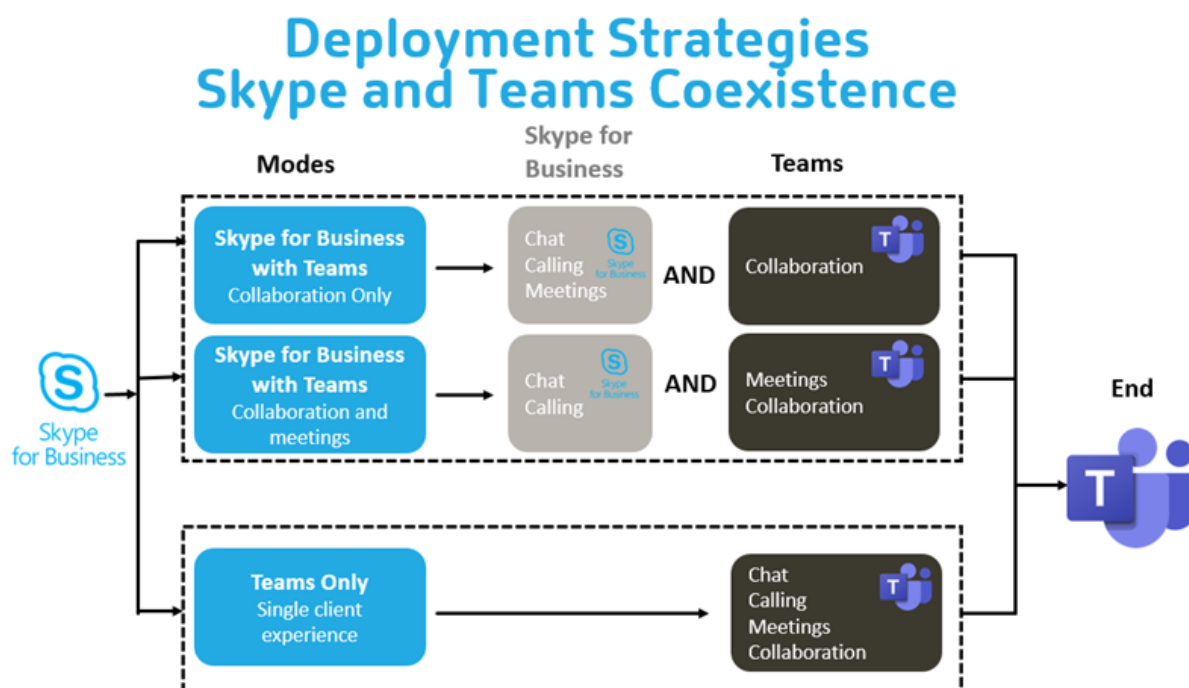 Deployment Strategies
Skype and Teams Coexistence
Modes
Skype for
Business
Teams
Skype for Business
with Teams
Collaboration Only
Chat
Calling
Meetings
S
Skype
for Business
AND
Collaboration
T
Skype for Business
with Teams
Collaboration and
meetings
Chat
Calling
S
Skype
for Business
AND
Meetings
Collaboration
T
S
Skype
for Business
End
T
Teams Only
Single client
experience
Chat
Calling
Meetings
Collaboration
T